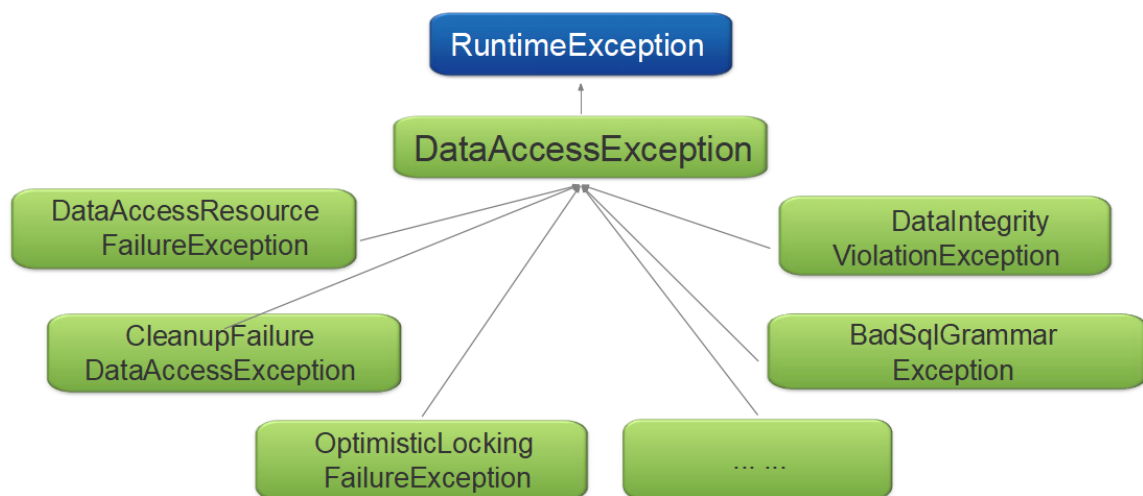 RuntimeException
DataAccessException
DataAccessResource
FailureException
DataIntegrity
ViolationException
CleanupFailure
DataAccessException
BadSqlGrammar
Exception
OptimisticLocking
FailureException
... ...